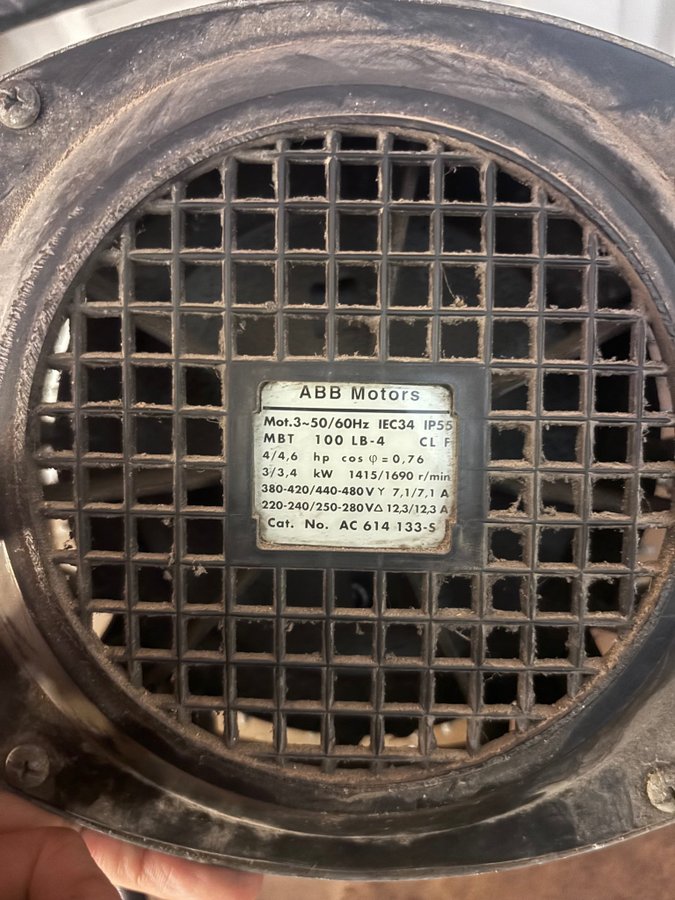 ABB Motors
Mot.3~50/60Hz IEC34 IP55
MBT 100 LB-4 CL F
4/4,6 hp cos φ = 0,76
3/3,4 kW 1415/1690 r/min
380-420/440-480V Y 7,1/7,1 A
220-240/250-280V∆ 12,3/12,3 A
Cat. No. AC 614 133-S